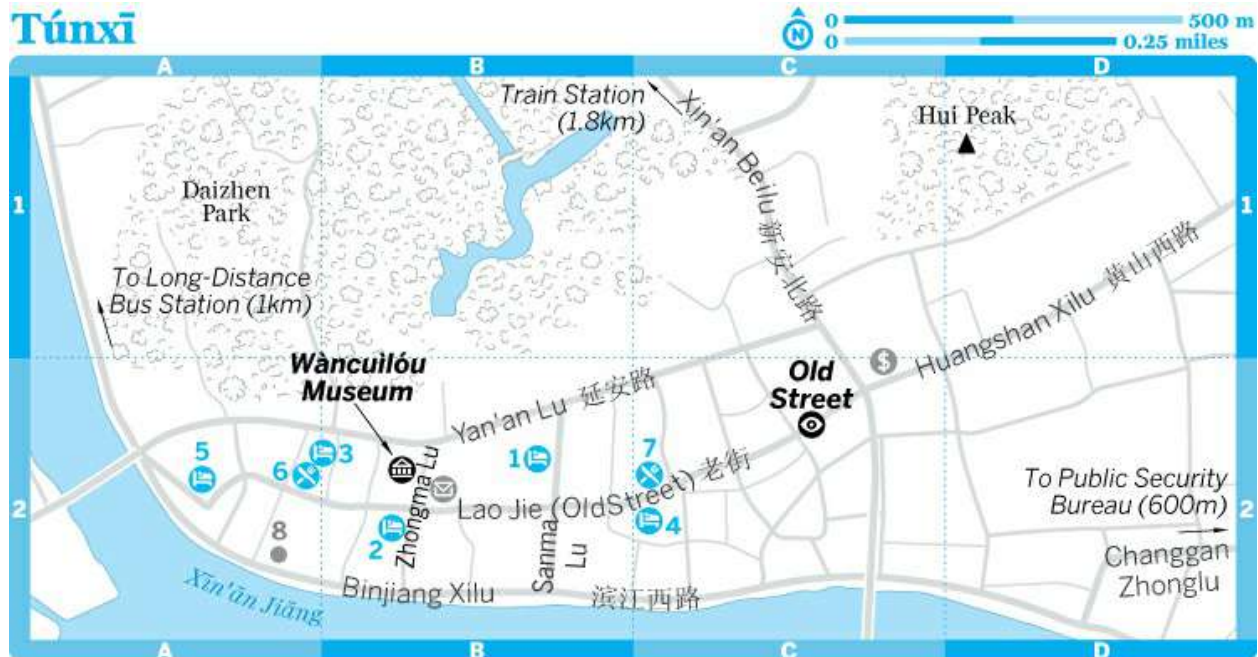 Túnxī
N
0 500 m
0 0.25 miles
A B C D
Train Station
(1.8km)
Xin'an Beilu 新安北路
Hui Peak
Daizhen
Park
1 1
To Long-Distance
Bus Station (1km)
Huangshan Xilu 黄山西路
$
Wàncuìlóu
Museum
Old
Street
Yan'an Lu 延安路
5
6
3
1
7
Zhongma Lu
Lao Jie (OldStreet) 老街
To Public Security
Bureau (600m)
2 2
8
2
4
Sanma
Lu
Changgan
Zhonglu
Xīn'ān Jiāng
Binjiang Xilu 滨江西路
A B C D